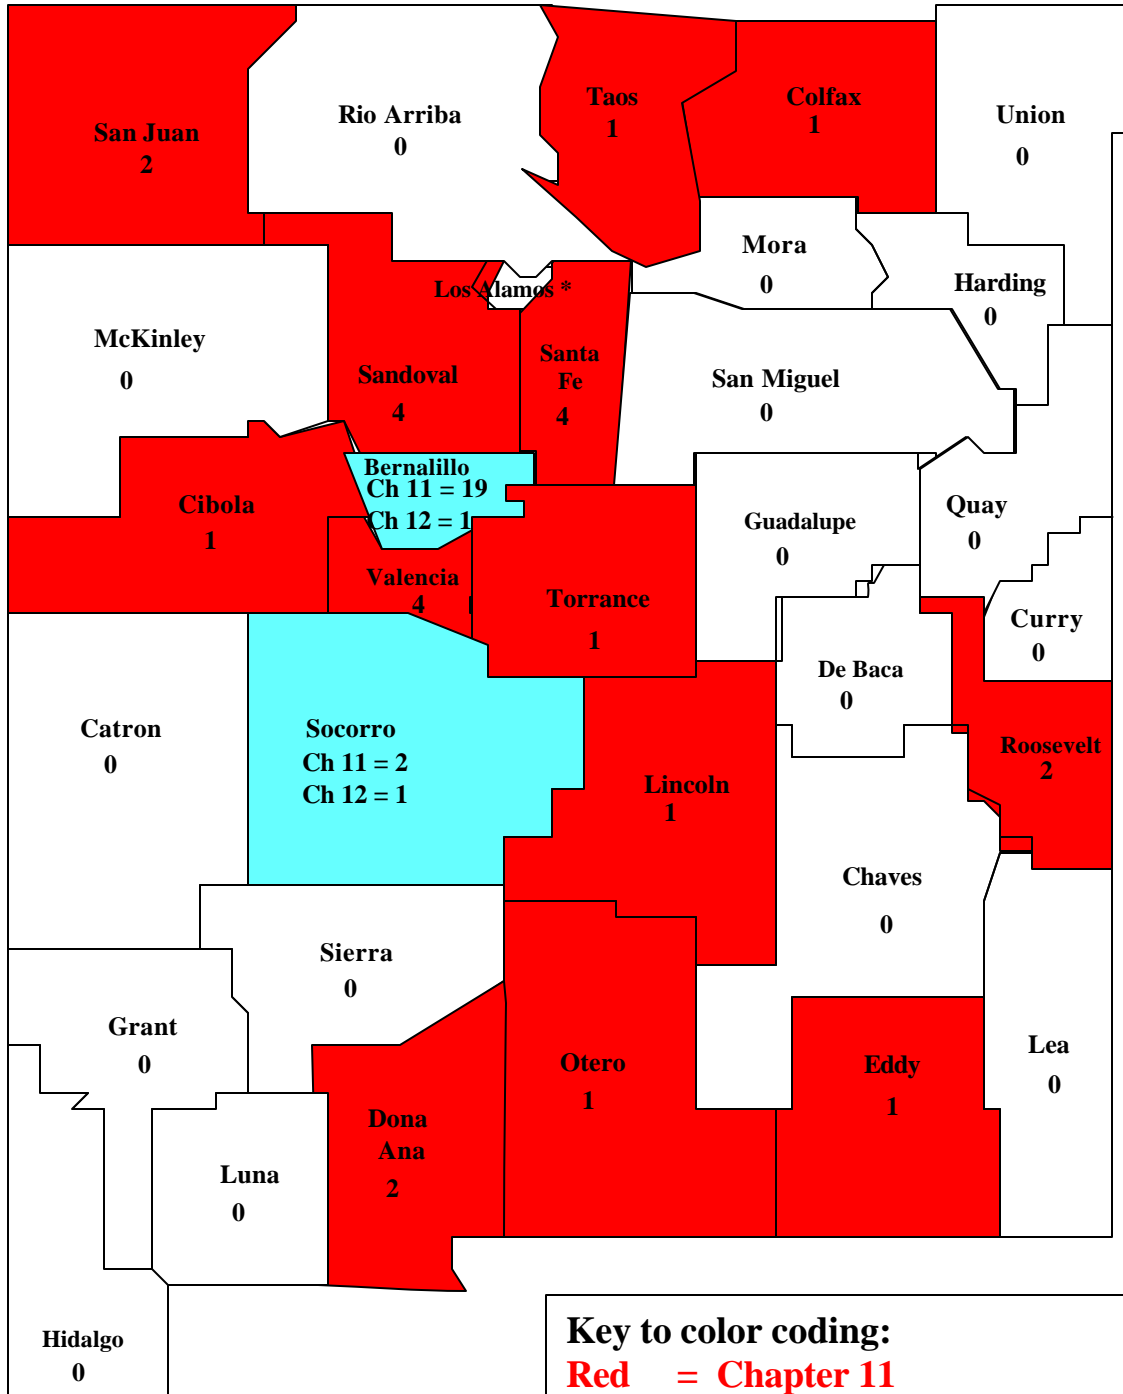 Taos
1
Colfax
1
Rio Arriba
0
Union
0
San Juan
2
Mora
0
Harding
0
Los Alamos *
McKinley
0
Sandoval
4
Santa
Fe
4
San Miguel
0
Bernalillo
Ch 11 = 19
Ch 12 = 1
Cibola
1
Guadalupe
0
Quay
0
Valencia
4
Torrance
1
Curry
0
De Baca
0
Catron
0
Socorro
Ch 11 = 2
Ch 12 = 1
Lincoln
1
Roosevelt
2
Chaves
0
Sierra
0
Grant
0
Otero
1
Eddy
1
Lea
0
Dona
Ana
2
Luna
0
Hidalgo
0
Key to color coding:
Red = Chapter 11